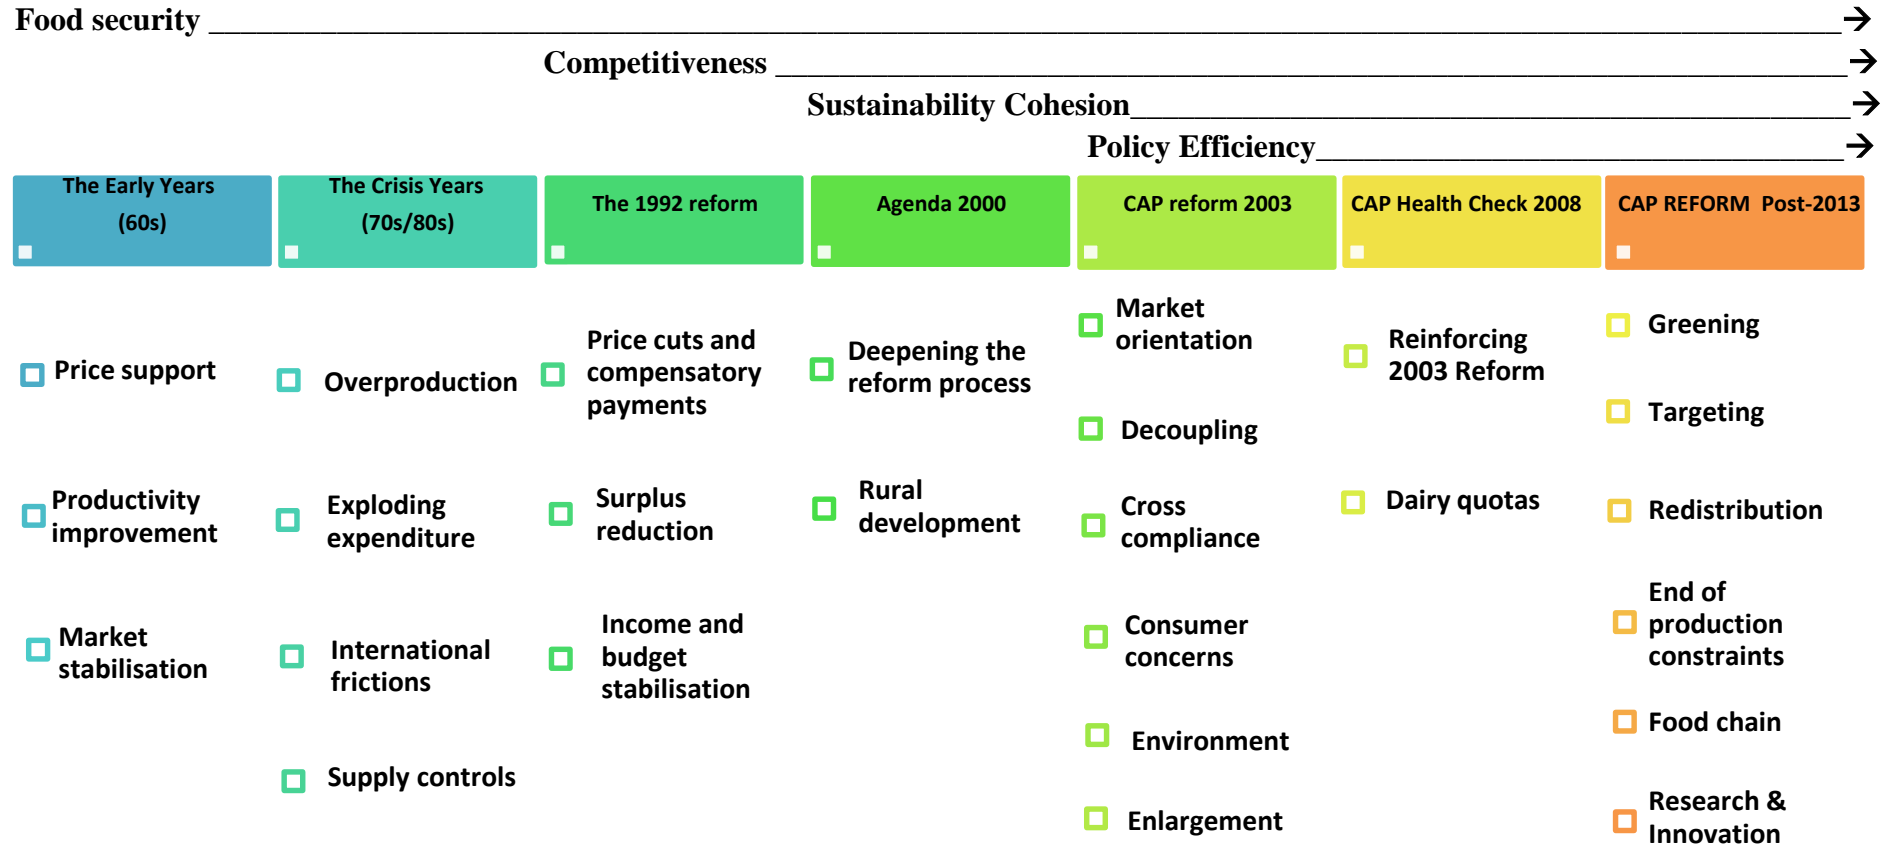 Food security
Competitiveness
Sustainability Cohesion
Policy Efficiency
The Early Years
(60s)
The Crisis Years
(70s/80s)
The 1992 reform
Agenda 2000
CAP reform 2003
CAP Health Check 2008
CAP REFORM Post-2013
Price support
Productivity
improvement
Market
stabilisation
Overproduction
Exploding
expenditure
International
frictions
Supply controls
Price cuts and
compensatory
payments
Surplus
reduction
Income and
budget
stabilisation
Deepening the
reform process
Rural
development
Market
orientation
Decoupling
Cross
compliance
Consumer
concerns
Environment
Enlargement
Reinforcing
2003 Reform
Dairy quotas
Greening
Targeting
Redistribution
End of
production
constraints
Food chain
Research &
Innovation